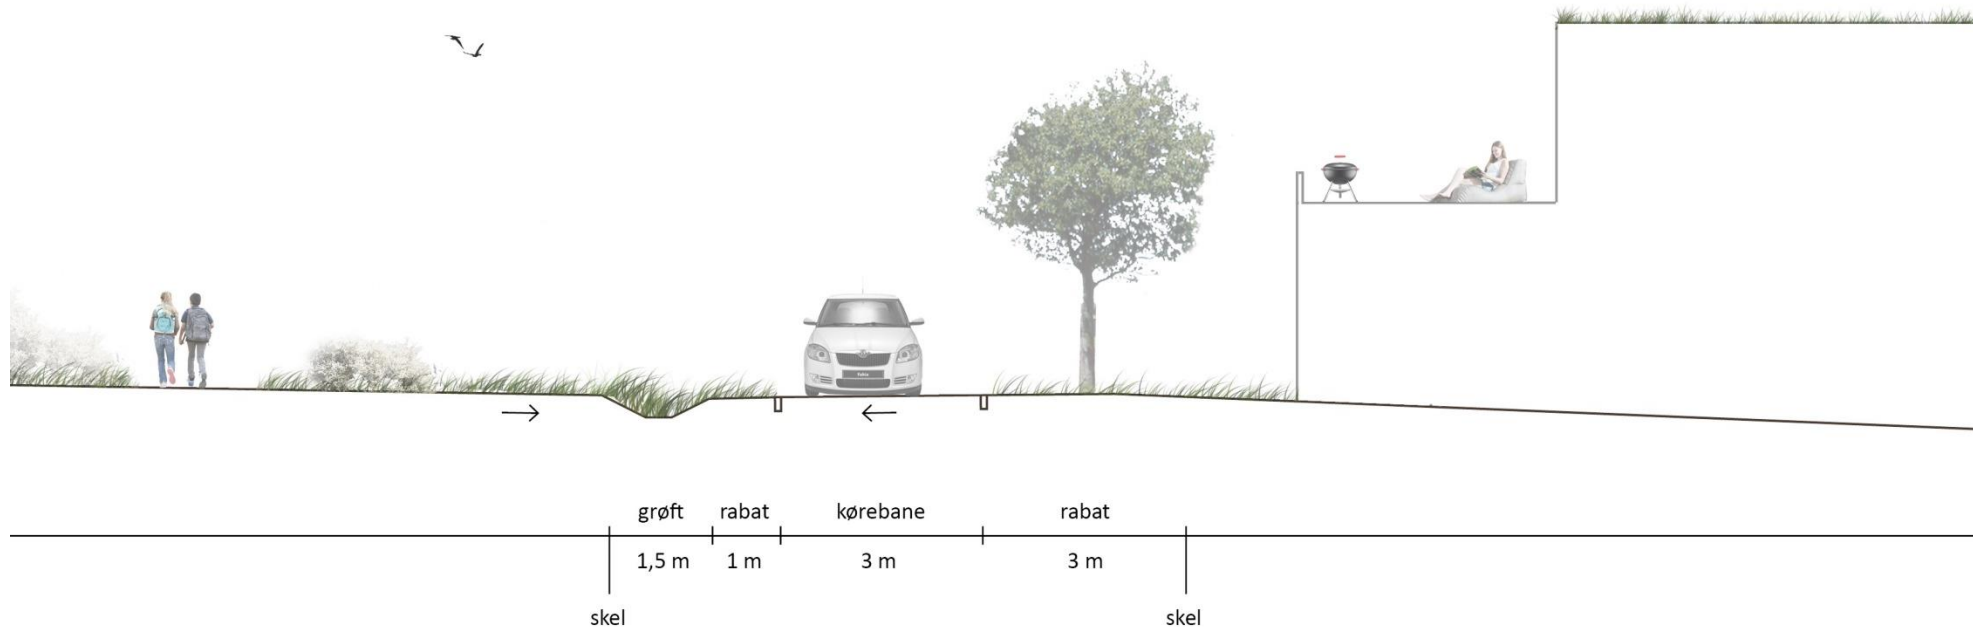 grøft rabat kørebane rabat
1,5 m 1 m 3 m 3 m
skel skel